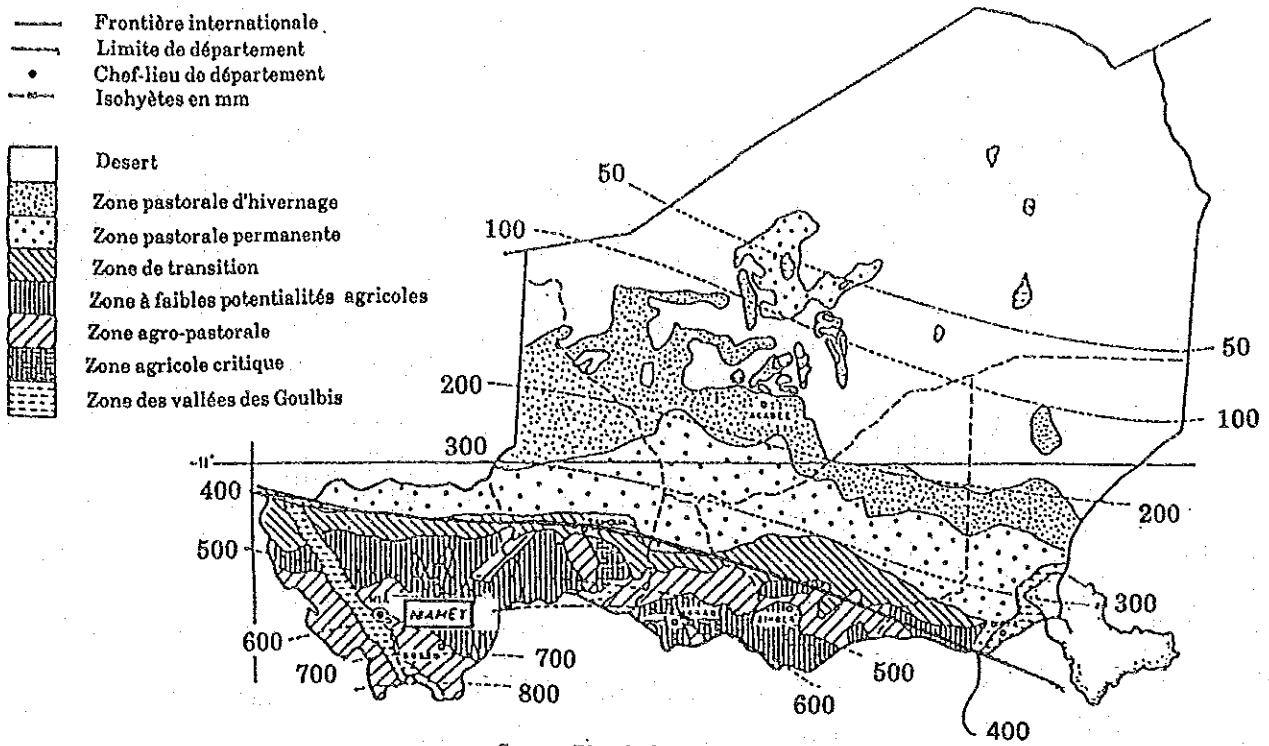 Frontière internationale
Limite de département
Chef-lieu de département
Isohyètes en mm
Desert
Zone pastorale d'hivernage
Zone pastorale permanente
Zone de transition
Zone à faibles potentialités agricoles
Zone agro-pastorale
Zone agricole critique
Zone des vallées des Goulbis
50
100
200
300
400
500
600
700
50
100
200
300
700
800
500
600
400